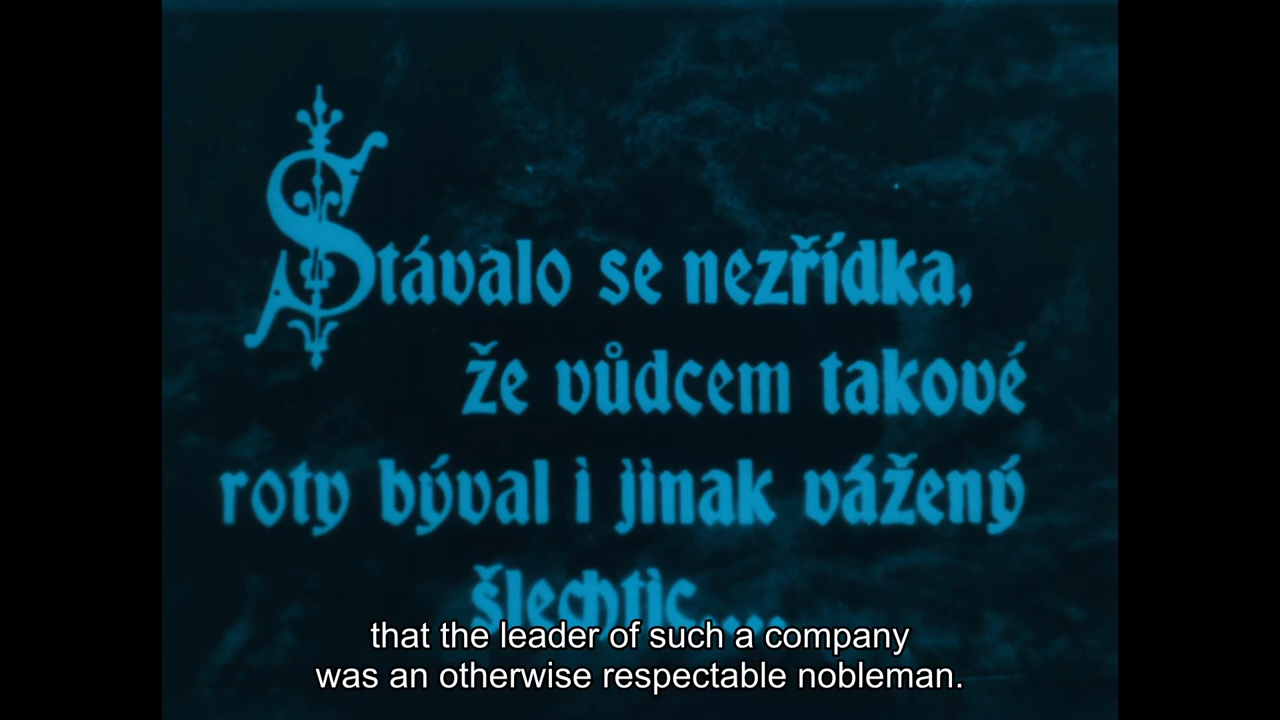 Stávalo se nezřídka,
že vůdcem takové
roty býval i jinak vážený
šlechtic....
that the leader of such a company
was an otherwise respectable nobleman.